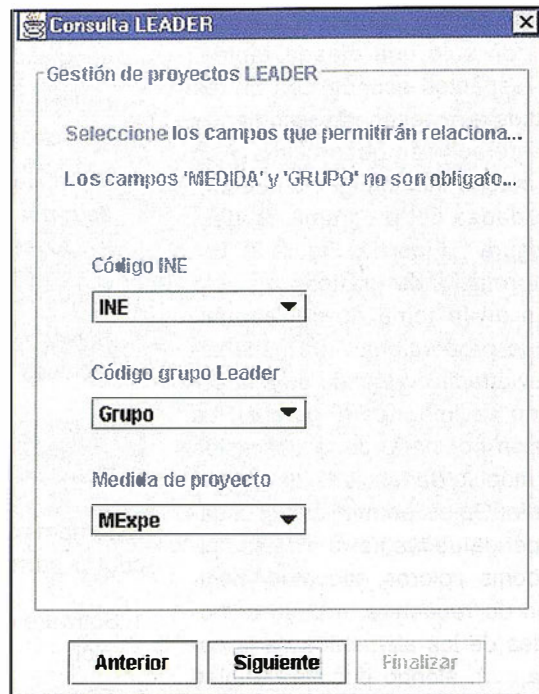 Consulta LEADER
Gestión de proyectos LEADER
Seleccione los campos que permitirán relaciona...
Los campos 'MEDIDA' y 'GRUPO' no son obligato...
Código INE
INE
Código grupo Leader
Grupo
Medida de proyecto
MExpe
Anterior
Siguiente
Finalizar